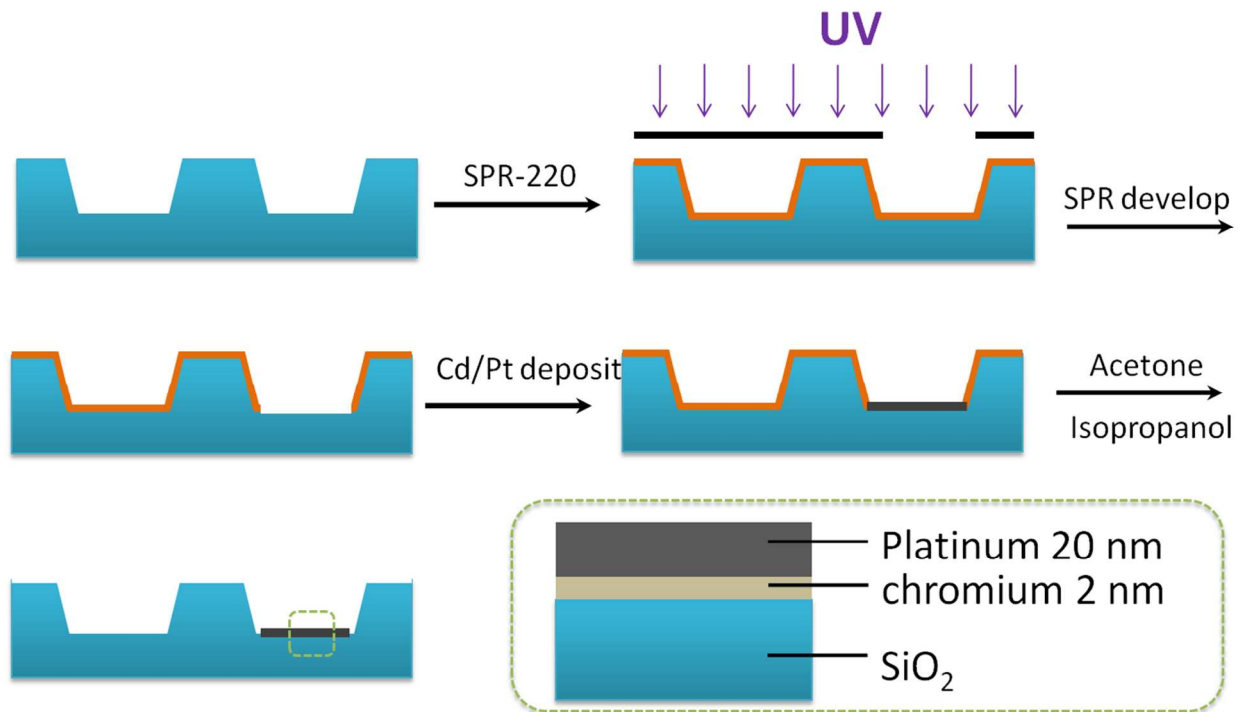 UV
SPR-220
SPR develop
Cd/Pt deposit
Acetone
Isopropanol
Platinum 20 nm
chromium 2 nm
SiO₂